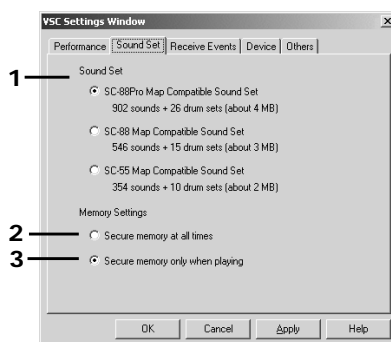 VSC Settings Window
Performance Sound Set Receive Events Device Others
1
Sound Set
SC-88Pro Map Compatible Sound Set
902 sounds + 26 drum sets (about 4 MB)
SC-88 Map Compatible Sound Set
546 sounds + 15 drum sets (about 3 MB)
SC-55 Map Compatible Sound Set
354 sounds + 10 drum sets (about 2 MB)
Memory Settings
2 Secure memory at all times
3 Secure memory only when playing
OK Cancel Apply Help